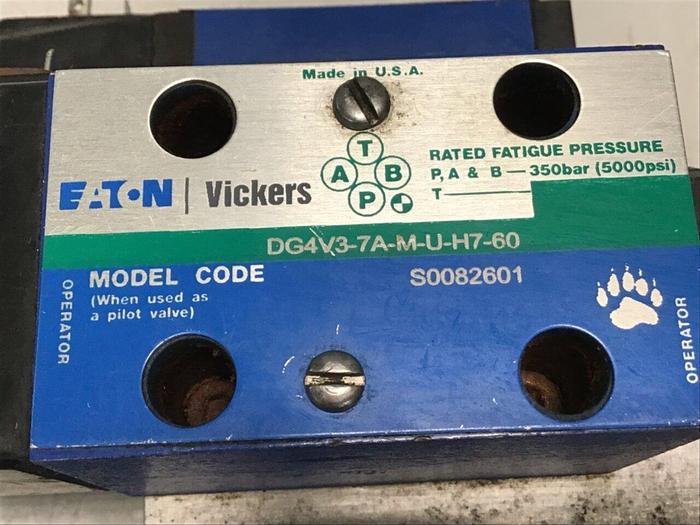 Made in U.S.A.
EATON | Vickers
T
A B
P
RATED FATIGUE PRESSURE
P, A & B — 350bar (5000psi)
T
DG4V3-7A-M-U-H7-60
MODEL CODE
S0082601
(When used as
a pilot valve)
OPERATOR
OPERATOR